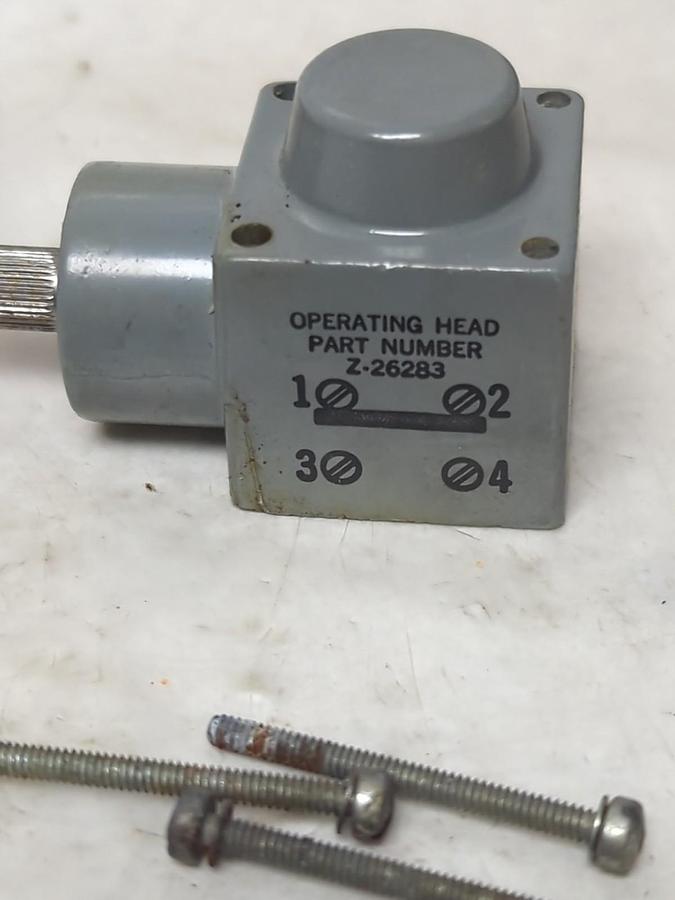 OPERATING HEAD
PART NUMBER
Z-26283
1 2
3 4